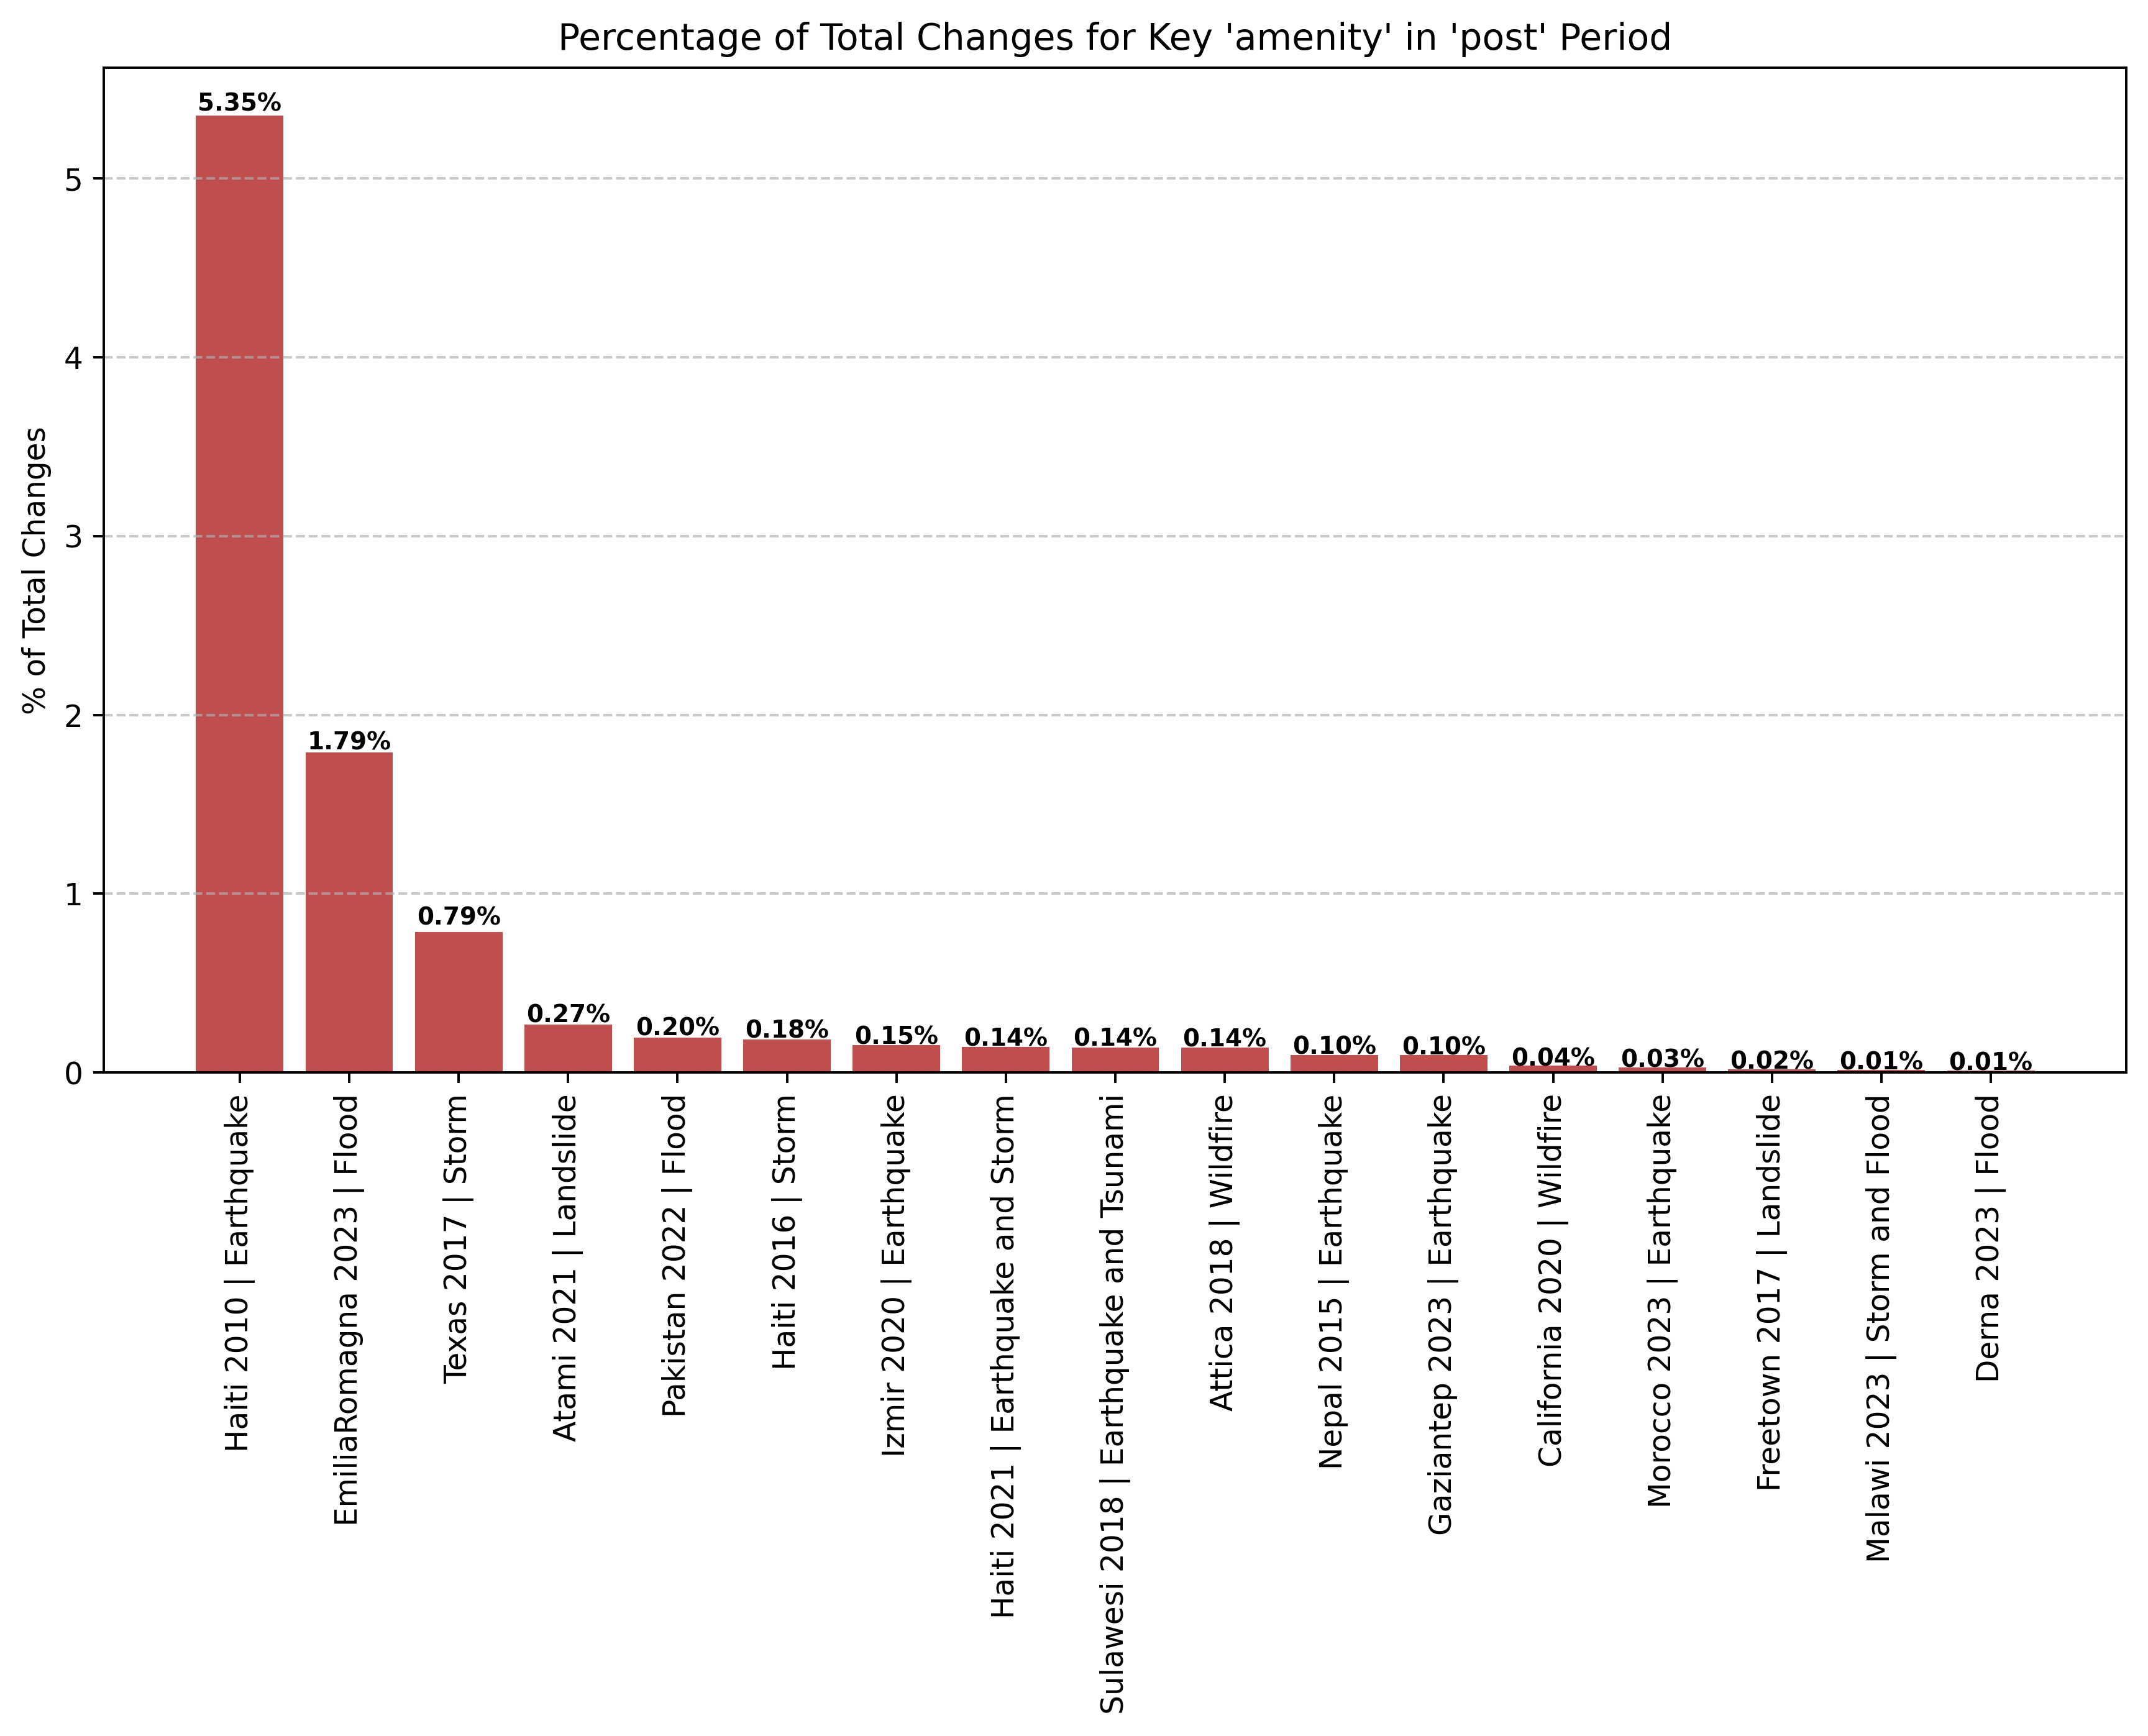 Percentage of Total Changes for Key 'amenity' in 'post' Period
% of Total Changes
5
4
3
2
1
0
5.35%
1.79%
0.79%
0.27%
0.20%
0.18%
0.15%
0.14%
0.14%
0.14%
0.10%
0.10%
0.04%
0.03%
0.02%
0.01%
0.01%
Haiti 2010 | Earthquake
EmiliaRomagna 2023 | Flood
Texas 2017 | Storm
Atami 2021 | Landslide
Pakistan 2022 | Flood
Haiti 2016 | Storm
Izmir 2020 | Earthquake
Haiti 2021 | Earthquake and Storm
Sulawesi 2018 | Earthquake and Tsunami
Attica 2018 | Wildfire
Nepal 2015 | Earthquake
Gaziantep 2023 | Earthquake
California 2020 | Wildfire
Morocco 2023 | Earthquake
Freetown 2017 | Landslide
Malawi 2023 | Storm and Flood
Derna 2023 | Flood